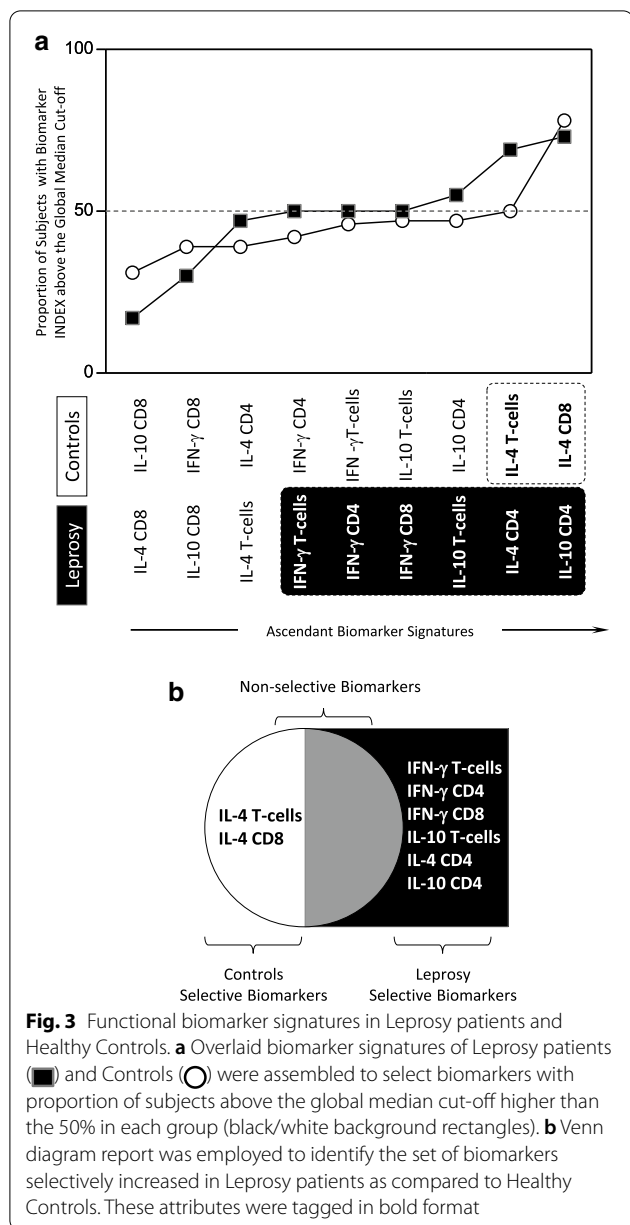 a
100
50
0
Proportion of Subjects with Biomarker
INDEX above the Global Median Cut-off
Controls
IL-10 CD8
IFN-γ CD8
IL-4 CD4
IFN-γ CD4
IFN -γT-cells
IL-10 T-cells
IL-10 CD4
IL-4 T-cells
IL-4 CD8
Leprosy
IL-4 CD8
IL-10 CD8
IL-4 T-cells
IFN-γ T-cells
IFN-γ CD4
IFN-γ CD8
IL-10 T-cells
IL-4 CD4
IL-10 CD4
Ascendant Biomarker Signatures
b
Non-selective Biomarkers
IL-4 T-cells
IL-4 CD8
IFN-γ T-cells
IFN-γ CD4
IFN-γ CD8
IL-10 T-cells
IL-4 CD4
IL-10 CD4
Controls
Selective Biomarkers
Leprosy
Selective Biomarkers
Fig. 3 Functional biomarker signatures in Leprosy patients and
Healthy Controls. a Overlaid biomarker signatures of Leprosy patients
(■) and Controls (○) were assembled to select biomarkers with
proportion of subjects above the global median cut-off higher than
the 50% in each group (black/white background rectangles). b Venn
diagram report was employed to identify the set of biomarkers
selectively increased in Leprosy patients as compared to Healthy
Controls. These attributes were tagged in bold format